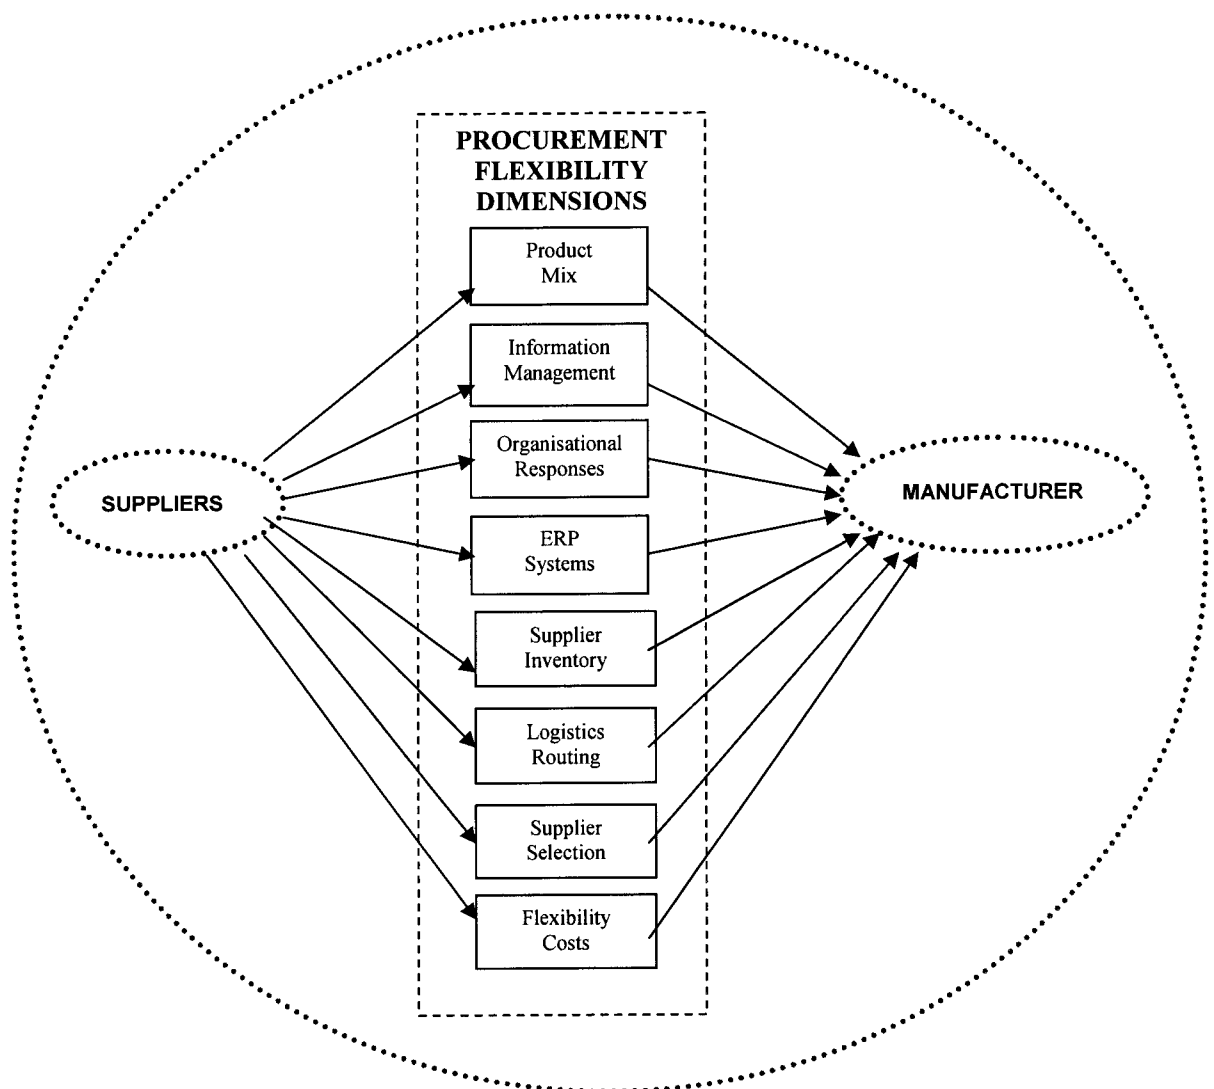 PROCUREMENT
FLEXIBILITY
DIMENSIONS
Product
Mix
Information
Management
Organisational
Responses
SUPPLIERS
MANUFACTURER
ERP
Systems
Supplier
Inventory
Logistics
Routing
Supplier
Selection
Flexibility
Costs